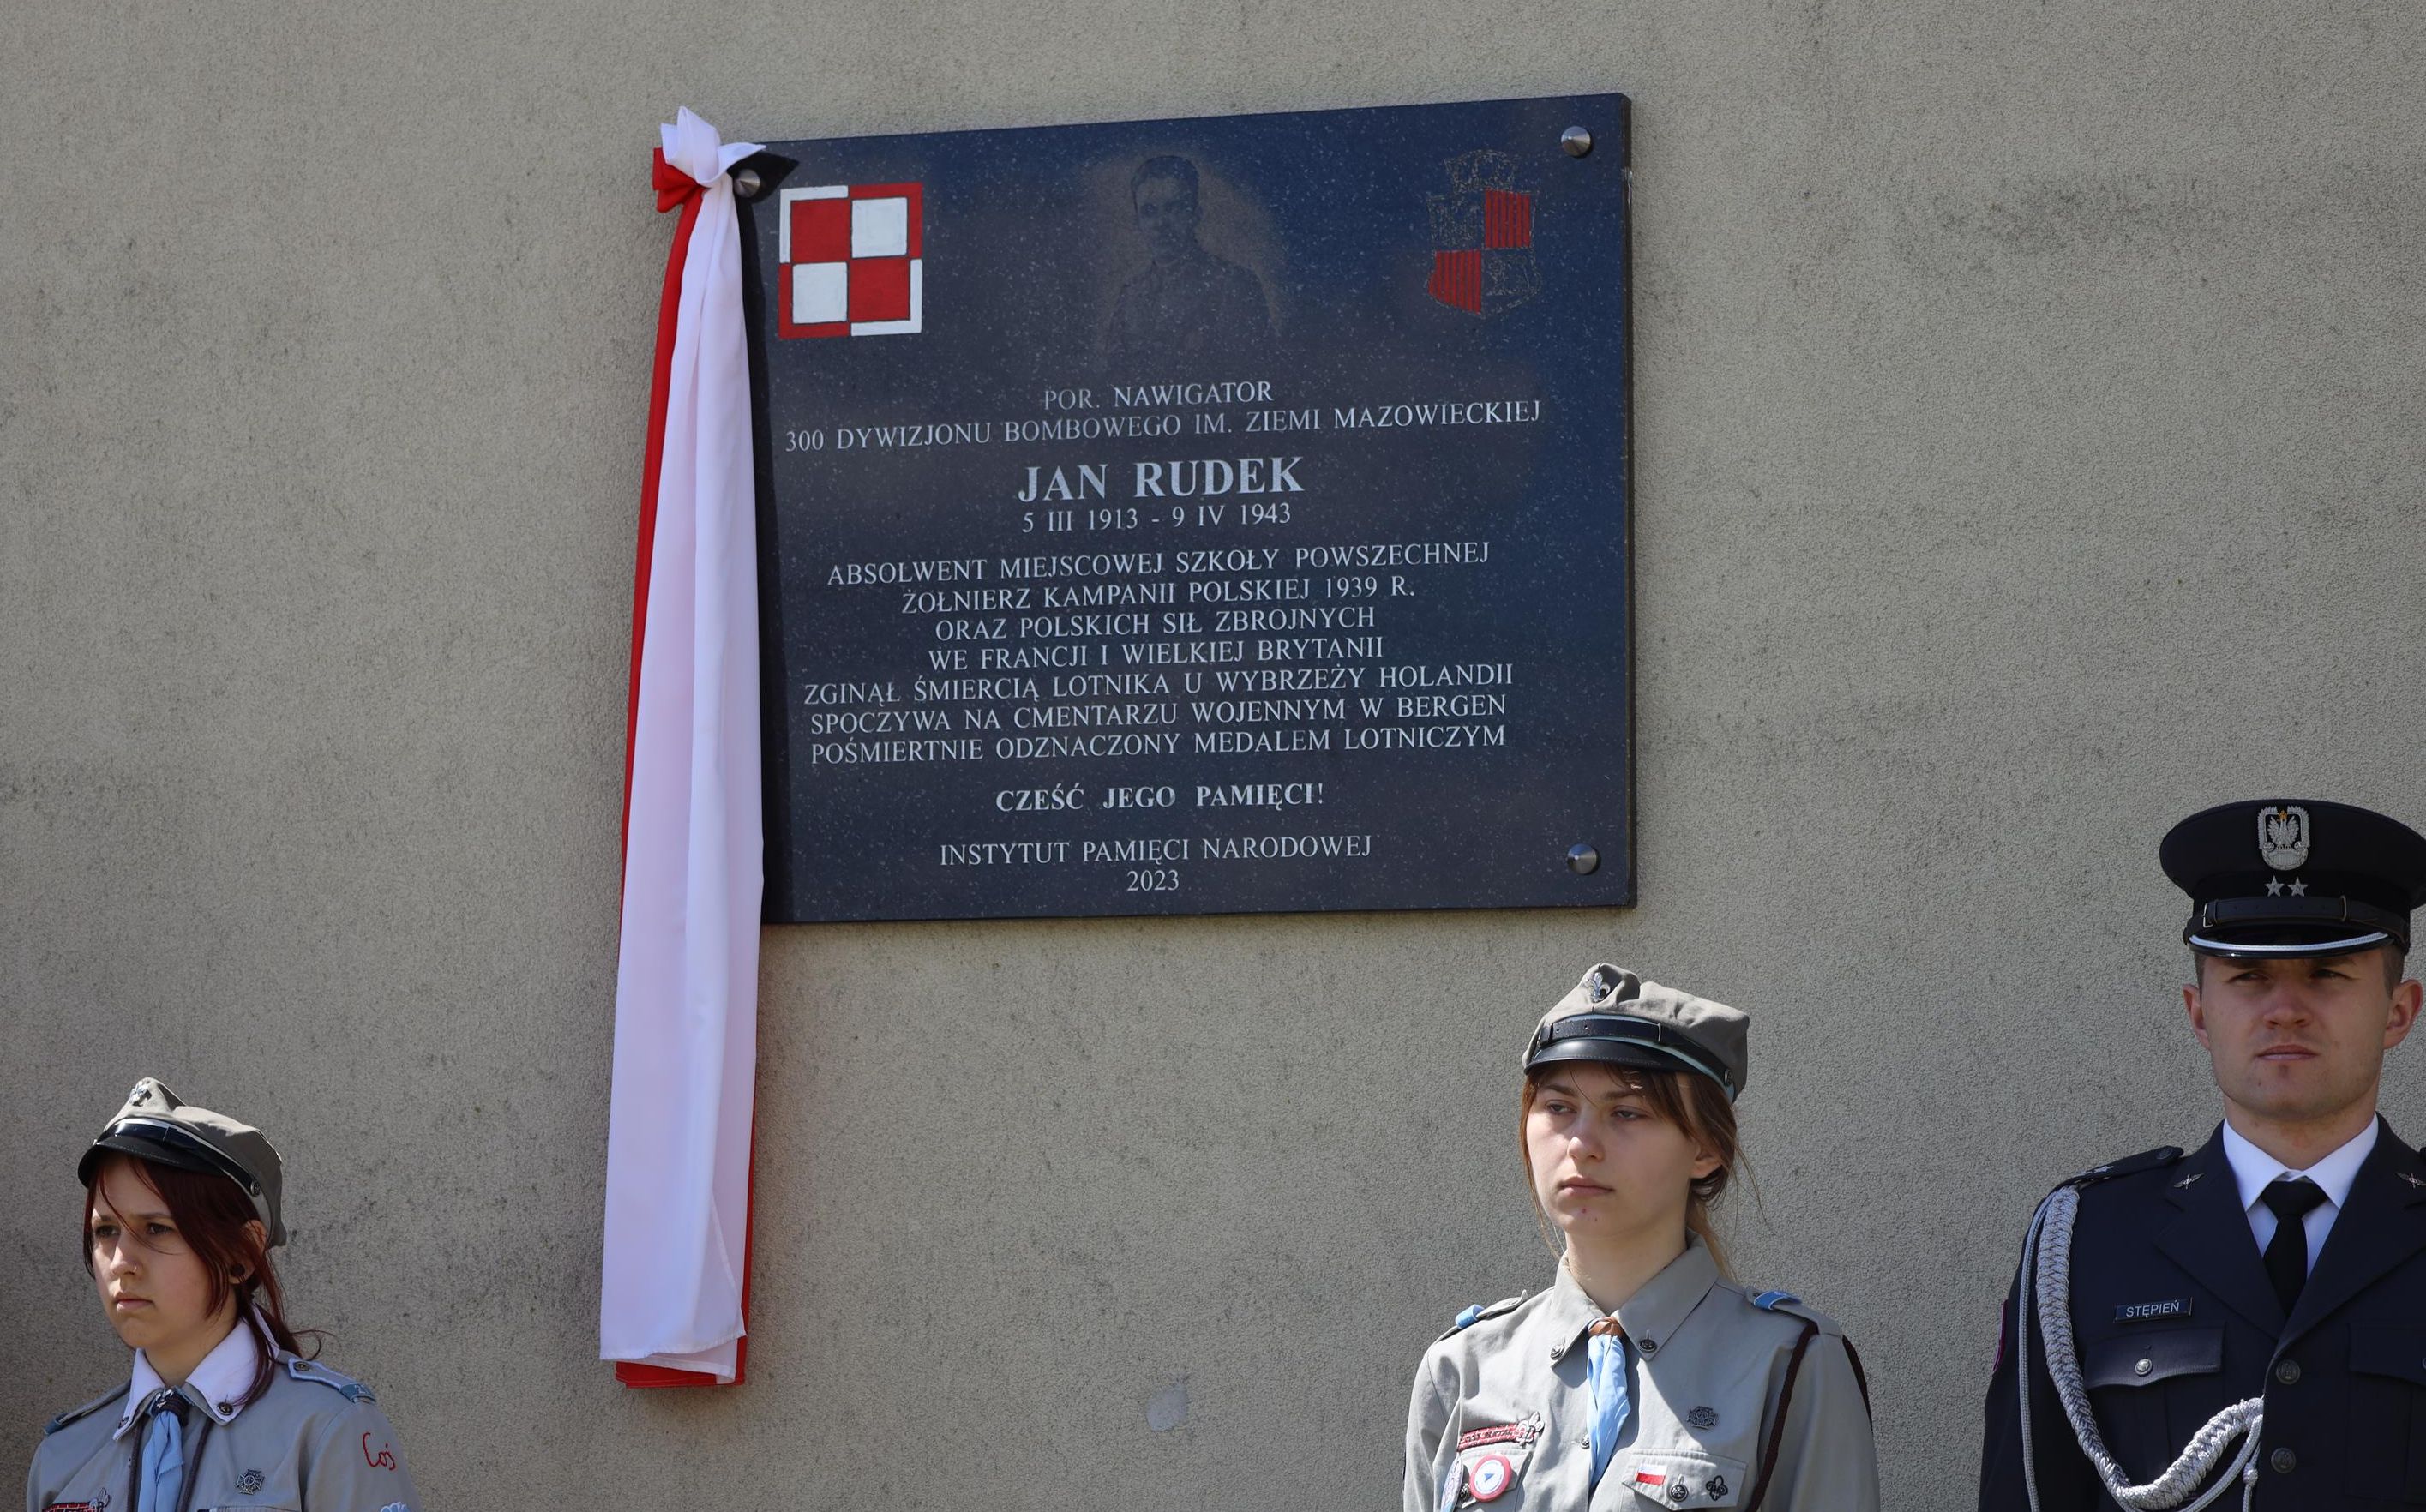 POR. NAWIGATOR
300 DYWIZJONU BOMBOWEGO IM. ZIEMI MAZOWIECKIEJ
JAN RUDEK
5 III 1913 - 9 IV 1943
ABSOLWENT MIEJSCOWEJ SZKOŁY POWSZECHNEJ
ŻOŁNIERZ KAMPANII POLSKIEJ 1939 R.
ORAZ POLSKICH SIŁ ZBROJNYCH
WE FRANCJI I WIELKIEJ BRYTANII
ZGINĄŁ ŚMIERCIĄ LOTNIKA U WYBRZEŻY HOLANDII
SPOCZYWA NA CMENTARZU WOJENNYM W BERGEN
POŚMIERTNIE ODZNACZONY MEDALEM LOTNICZYM
CZEŚĆ JEGO PAMIĘCI!
INSTYTUT PAMIĘCI NARODOWEJ
2023
STĘPIEŃ
Coś